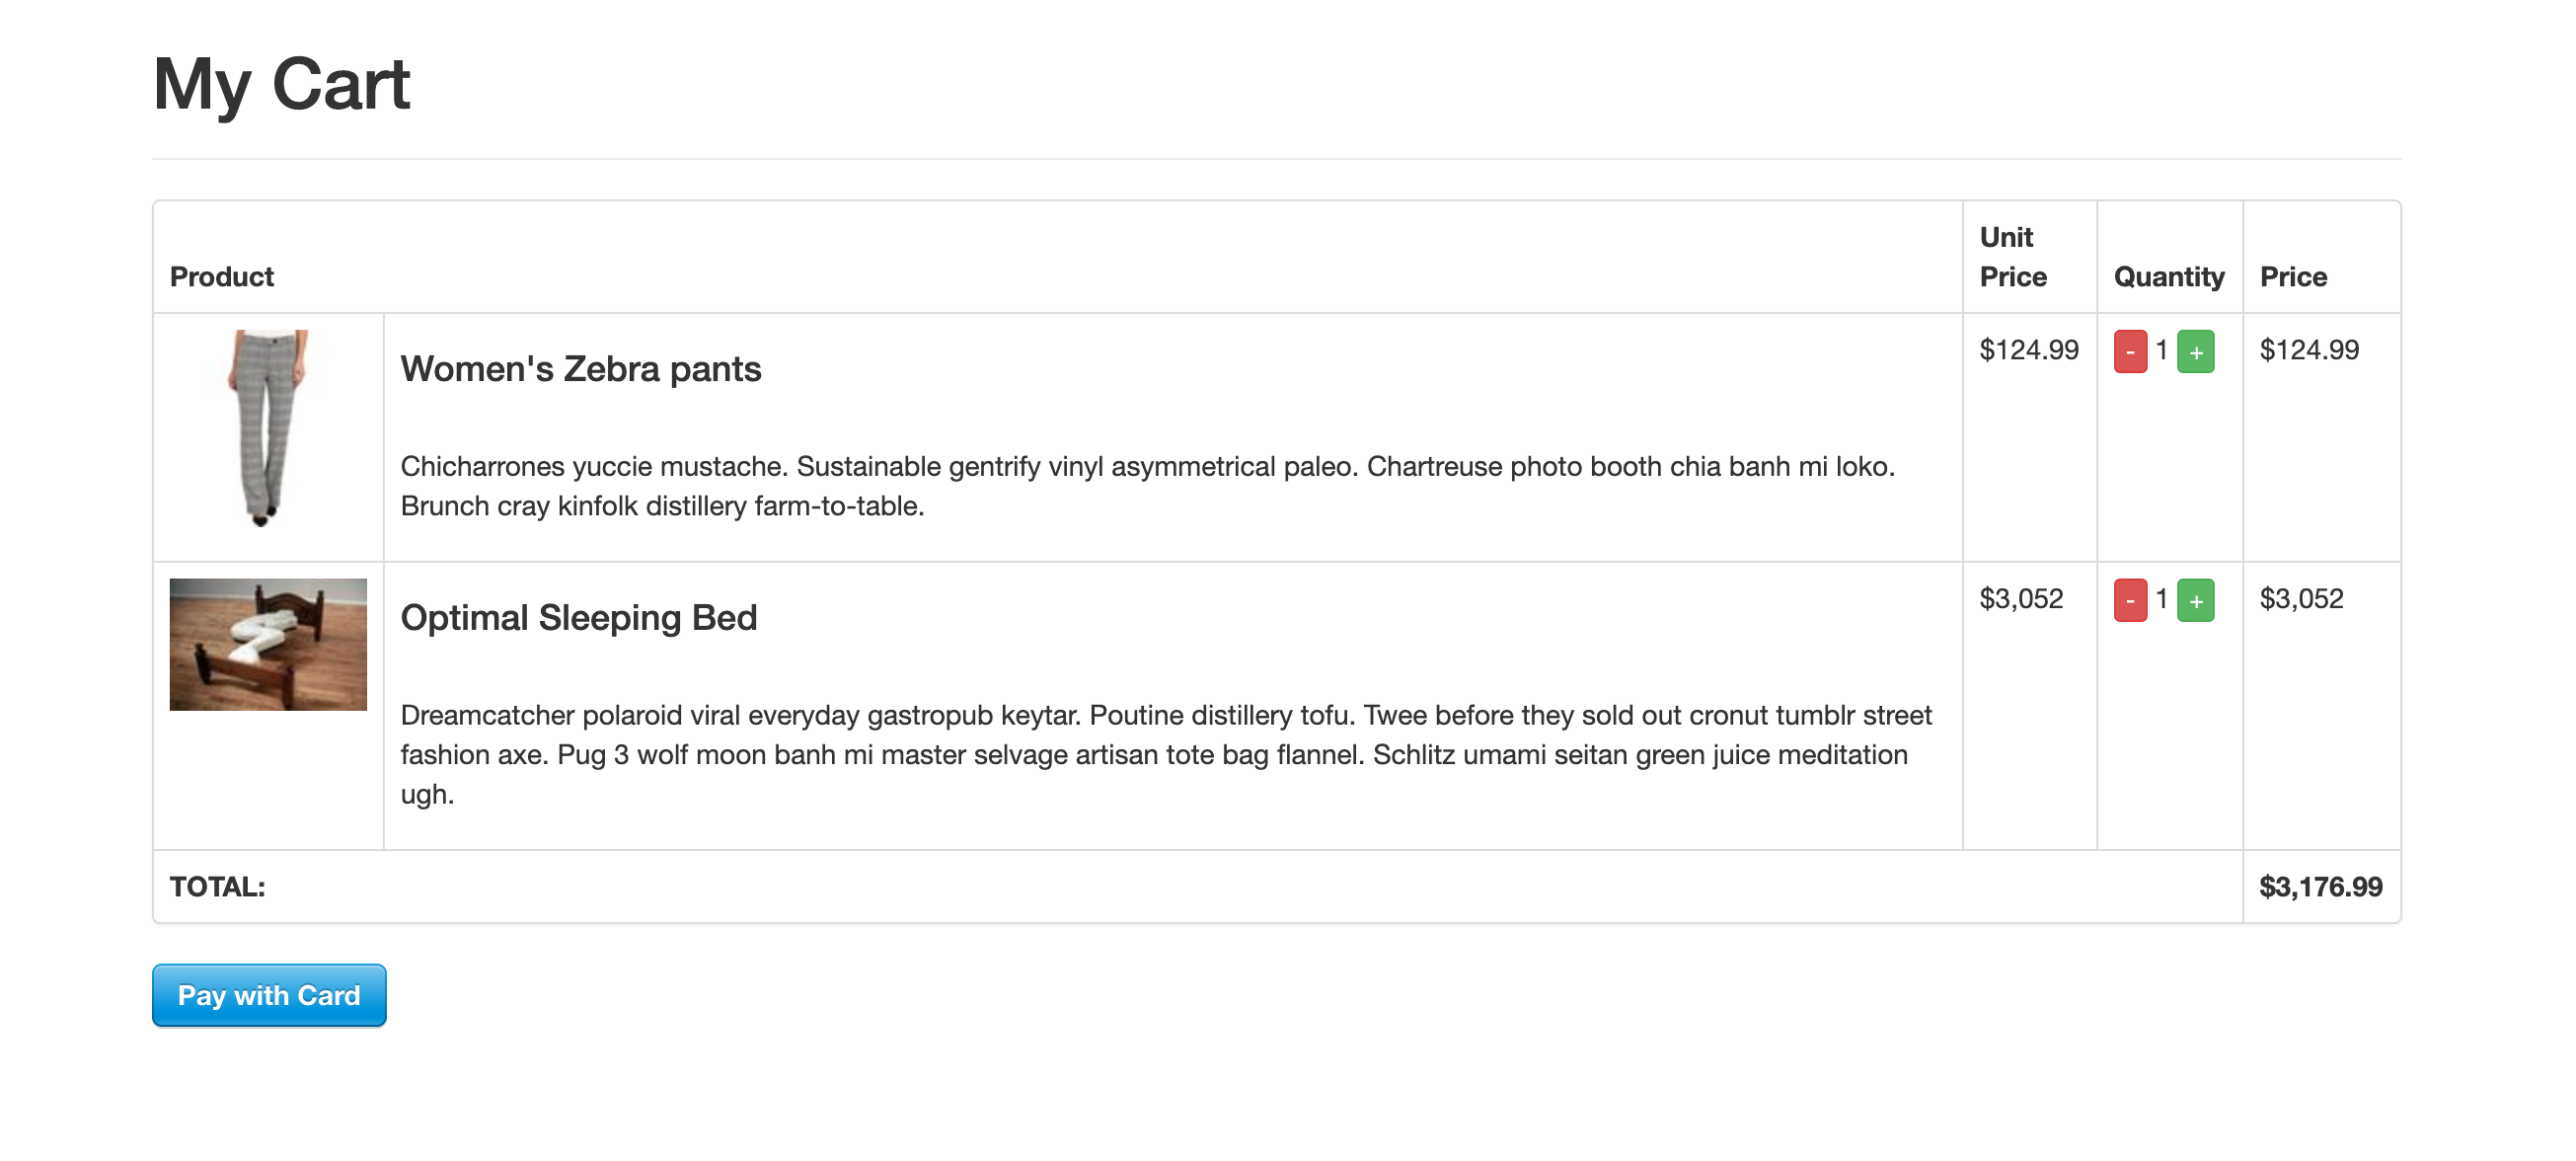 My Cart
Product
Unit
Price
Quantity
Price
Women's Zebra pants
$124.99
- 1 +
$124.99
Chicharrones yuccie mustache. Sustainable gentrify vinyl asymmetrical paleo. Chartreuse photo booth chia banh mi loko.
Brunch cray kinfolk distillery farm-to-table.
Optimal Sleeping Bed
$3,052
- 1 +
$3,052
Dreamcatcher polaroid viral everyday gastropub keytar. Poutine distillery tofu. Twee before they sold out cronut tumblr street
fashion axe. Pug 3 wolf moon banh mi master selvage artisan tote bag flannel. Schlitz umami seitan green juice meditation
ugh.
TOTAL:
$3,176.99
Pay with Card